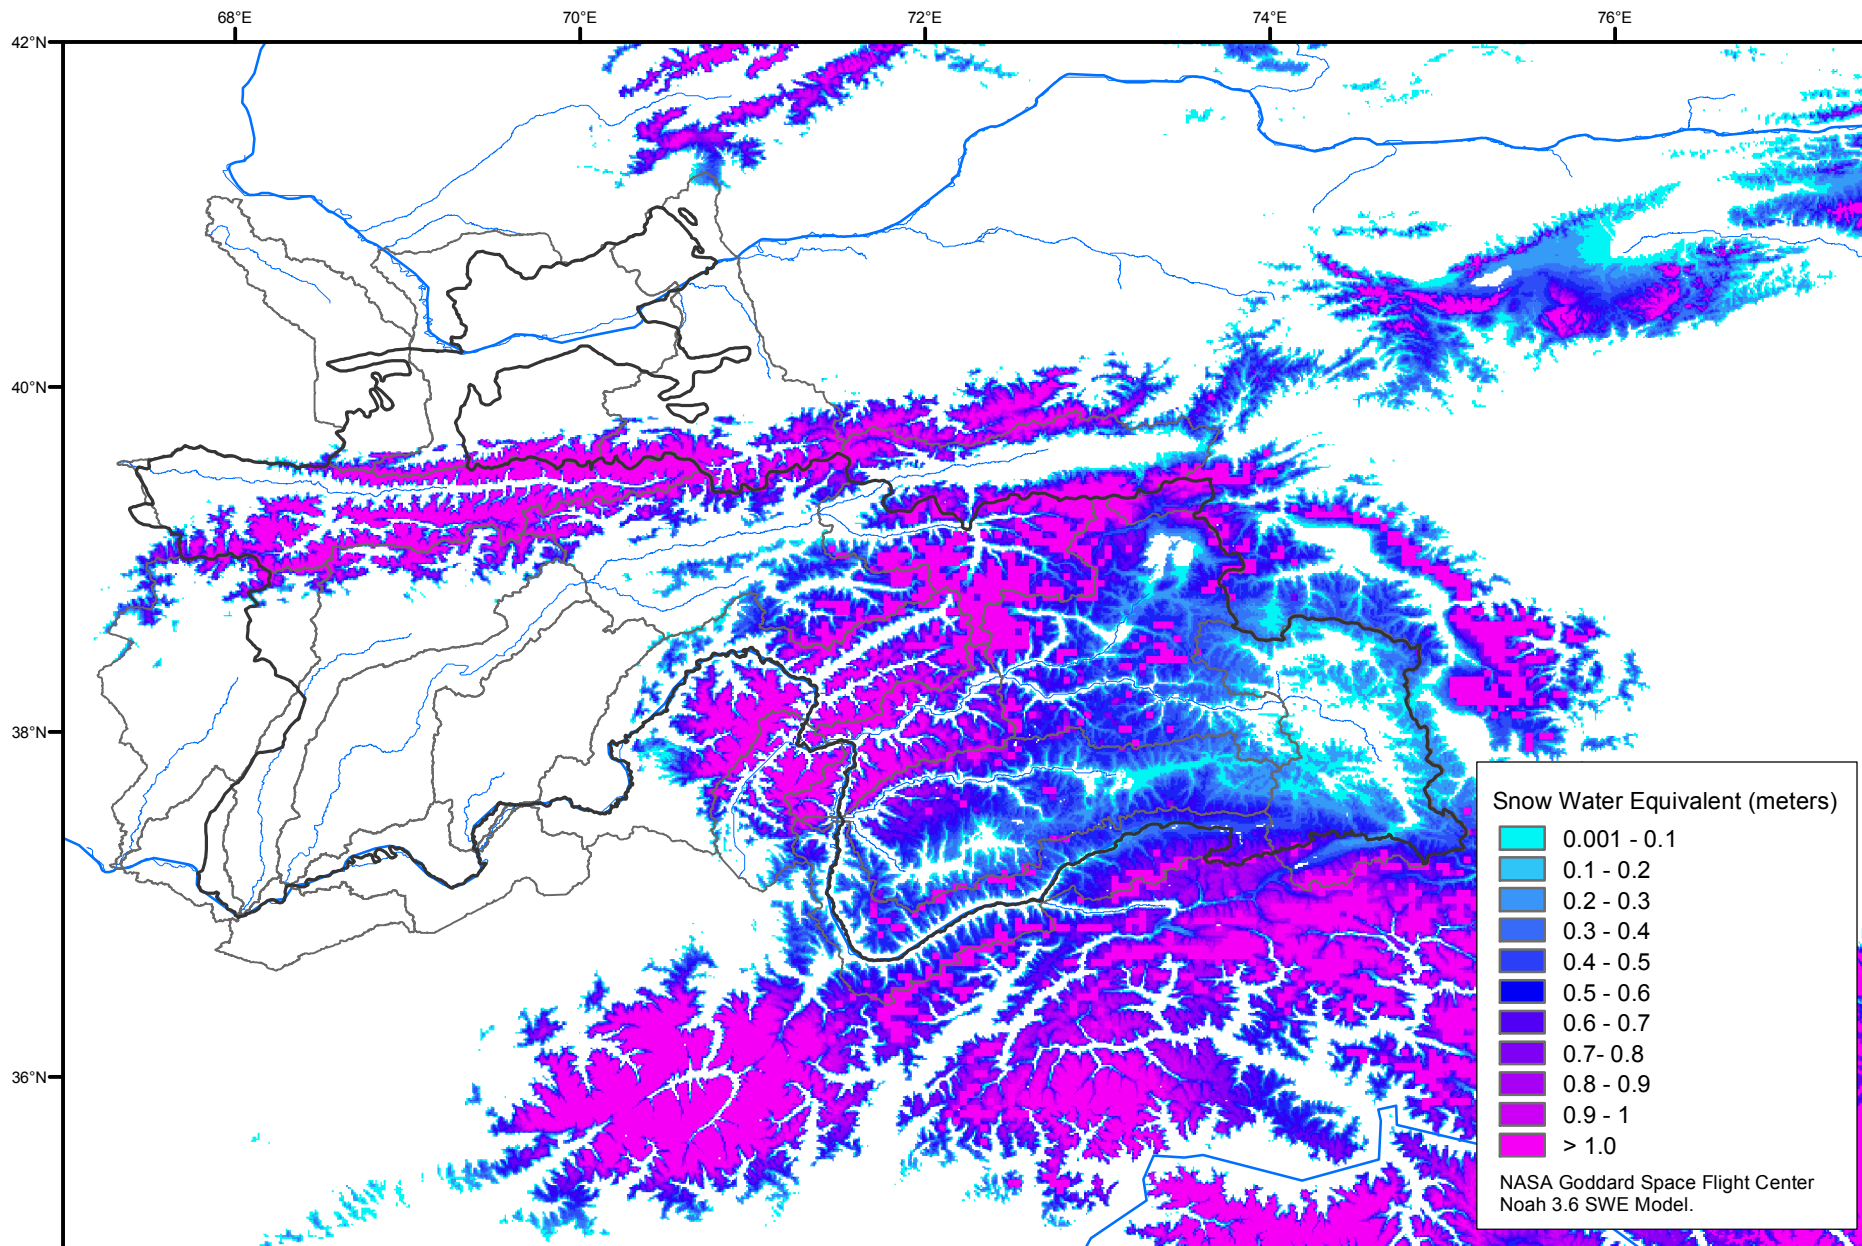 68°E
70°E
72°E
74°E
76°E
42°N
40°N
38°N
36°N
Snow Water Equivalent (meters)
0.001 - 0.1
0.1 - 0.2
0.2 - 0.3
0.3 - 0.4
0.4 - 0.5
0.5 - 0.6
0.6 - 0.7
0.7- 0.8
0.8 - 0.9
0.9 - 1
> 1.0
NASA Goddard Space Flight Center
Noah 3.6 SWE Model.